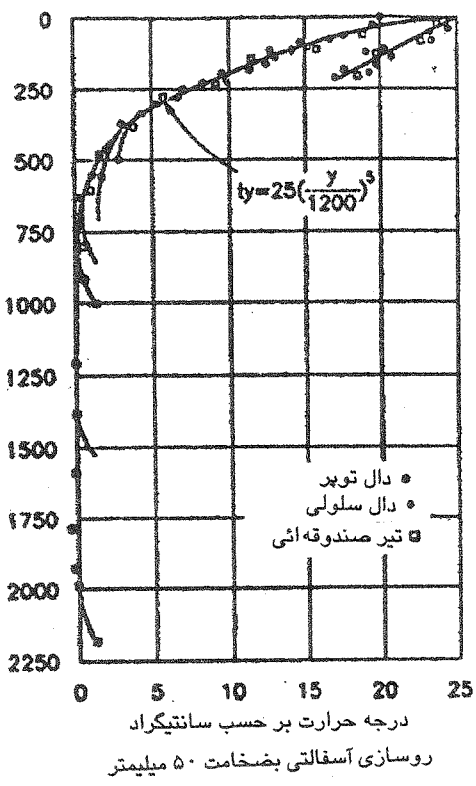 0
250
500
750
1000
1250
1500
1750
2000
2250
ty=25(y/1200)⁵
دال توپر
دال سلولی
تیر صندوقه ائی
0 5 10 15 20 25
درجه حرارت بر حسب سانتیگراد
روسازی آسفالتی بضخامت ۵۰ میلیمتر